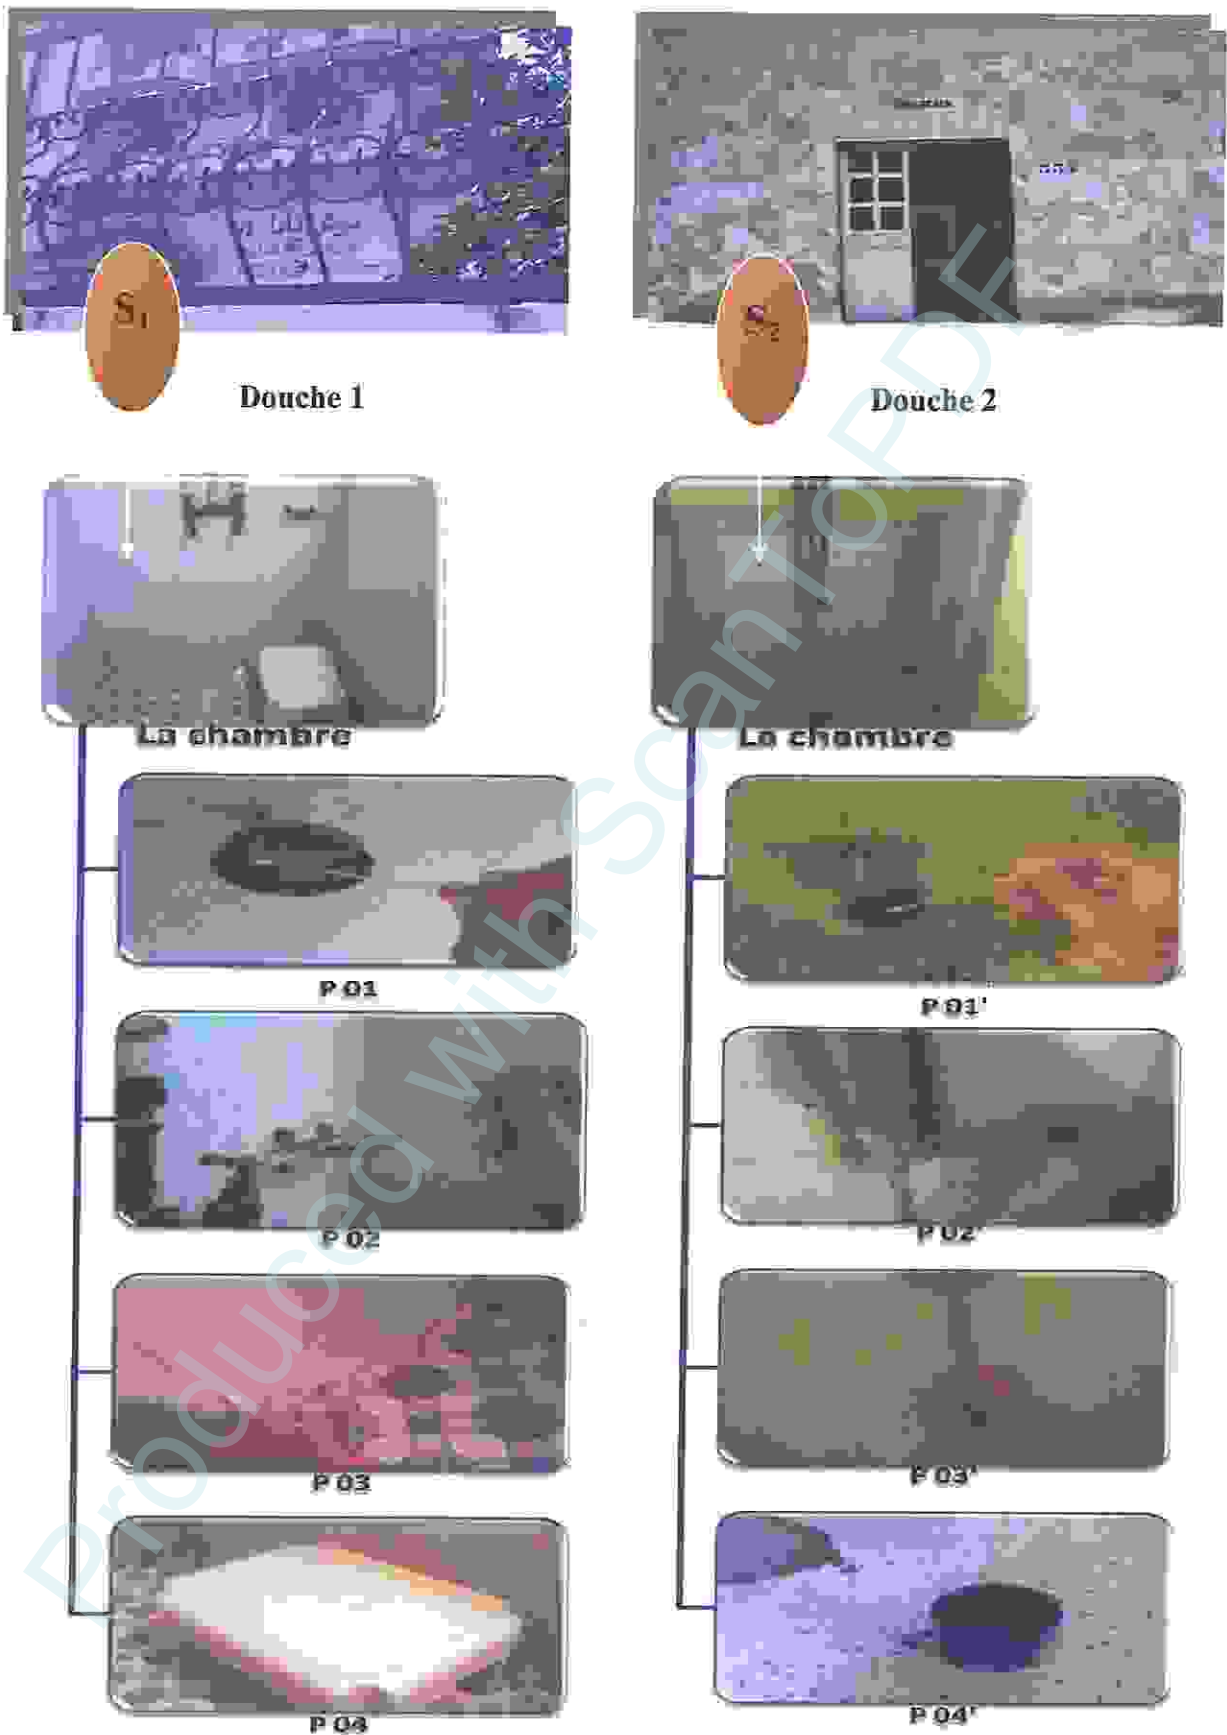 S1
S2
Douche 1
Douche 2
La chambre
La chambre
P 01
P 01'
P 02
P 02'
P 03
P 03'
P 04
P 04'
Produced with ScanTOPDF